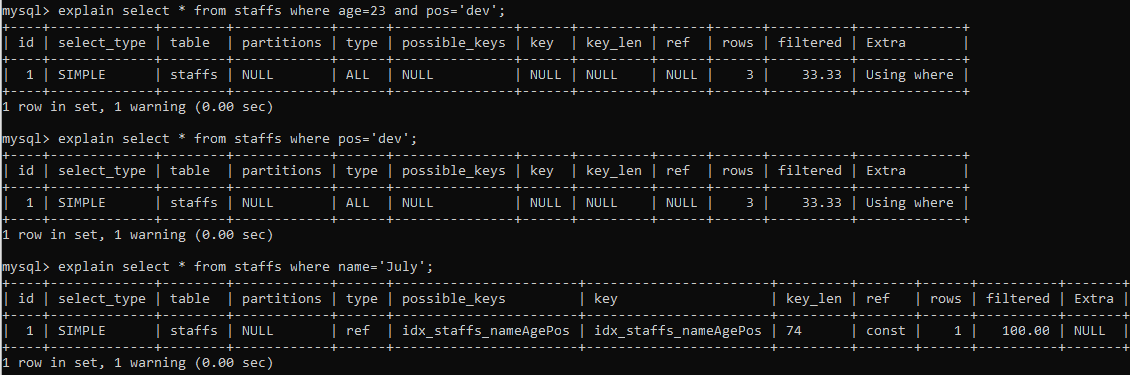 mysql> explain select * from staffs where age=23 and pos='dev';
+----+-------------+--------+------------+------+---------------+------+---------+------+------+----------+-------------+
| id | select_type | table  | partitions | type | possible_keys | key  | key_len | ref  | rows | filtered | Extra       |
+----+-------------+--------+------------+------+---------------+------+---------+------+------+----------+-------------+
|  1 | SIMPLE      | staffs | NULL       | ALL  | NULL          | NULL | NULL    | NULL |    3 |    33.33 | Using where |
+----+-------------+--------+------------+------+---------------+------+---------+------+------+----------+-------------+
1 row in set, 1 warning (0.00 sec)
mysql> explain select * from staffs where pos='dev';
+----+-------------+--------+------------+------+---------------+------+---------+------+------+----------+-------------+
| id | select_type | table  | partitions | type | possible_keys | key  | key_len | ref  | rows | filtered | Extra       |
+----+-------------+--------+------------+------+---------------+------+---------+------+------+----------+-------------+
|  1 | SIMPLE      | staffs | NULL       | ALL  | NULL          | NULL | NULL    | NULL |    3 |    33.33 | Using where |
+----+-------------+--------+------------+------+---------------+------+---------+------+------+----------+-------------+
1 row in set, 1 warning (0.00 sec)
mysql> explain select * from staffs where name='July';
+----+-------------+--------+------------+------+-----------------------+-----------------------+---------+-------+------+----------+-------+
| id | select_type | table  | partitions | type | possible_keys         | key                   | key_len | ref   | rows | filtered | Extra |
+----+-------------+--------+------------+------+-----------------------+-----------------------+---------+-------+------+----------+-------+
|  1 | SIMPLE      | staffs | NULL       | ref  | idx_staffs_nameAgePos | idx_staffs_nameAgePos | 74      | const |    1 |   100.00 | NULL  |
+----+-------------+--------+------------+------+-----------------------+-----------------------+---------+-------+------+----------+-------+
1 row in set, 1 warning (0.00 sec)